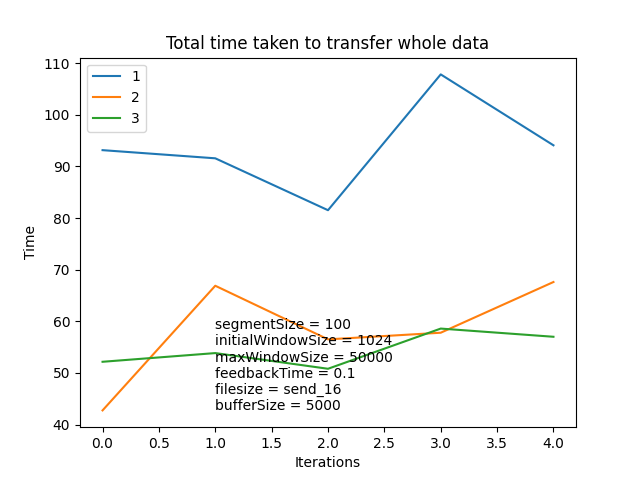 Total time taken to transfer whole data
110
100
90
80
70
60
50
40
Time
1
2
3
segmentSize = 100
initialWindowSize = 1024
maxWindowSize = 50000
feedbackTime = 0.1
filesize = send_16
bufferSize = 5000
0.0 0.5 1.0 1.5 2.0 2.5 3.0 3.5 4.0
Iterations